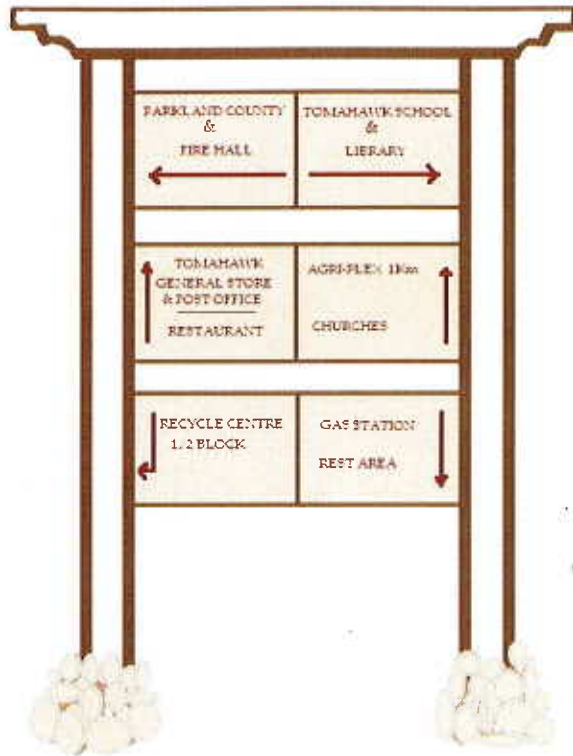 PARKLAND COUNTY
&
FIRE HALL
TOMAHAWK SCHOOL
&
LIBRARY
TOMAHAWK
GENERAL STORE
& POST OFFICE
RESTAURANT
AGRI-PLEX 1Km
CHURCHES
RECYCLE CENTRE
1, 2 BLOCK
GAS STATION
REST AREA